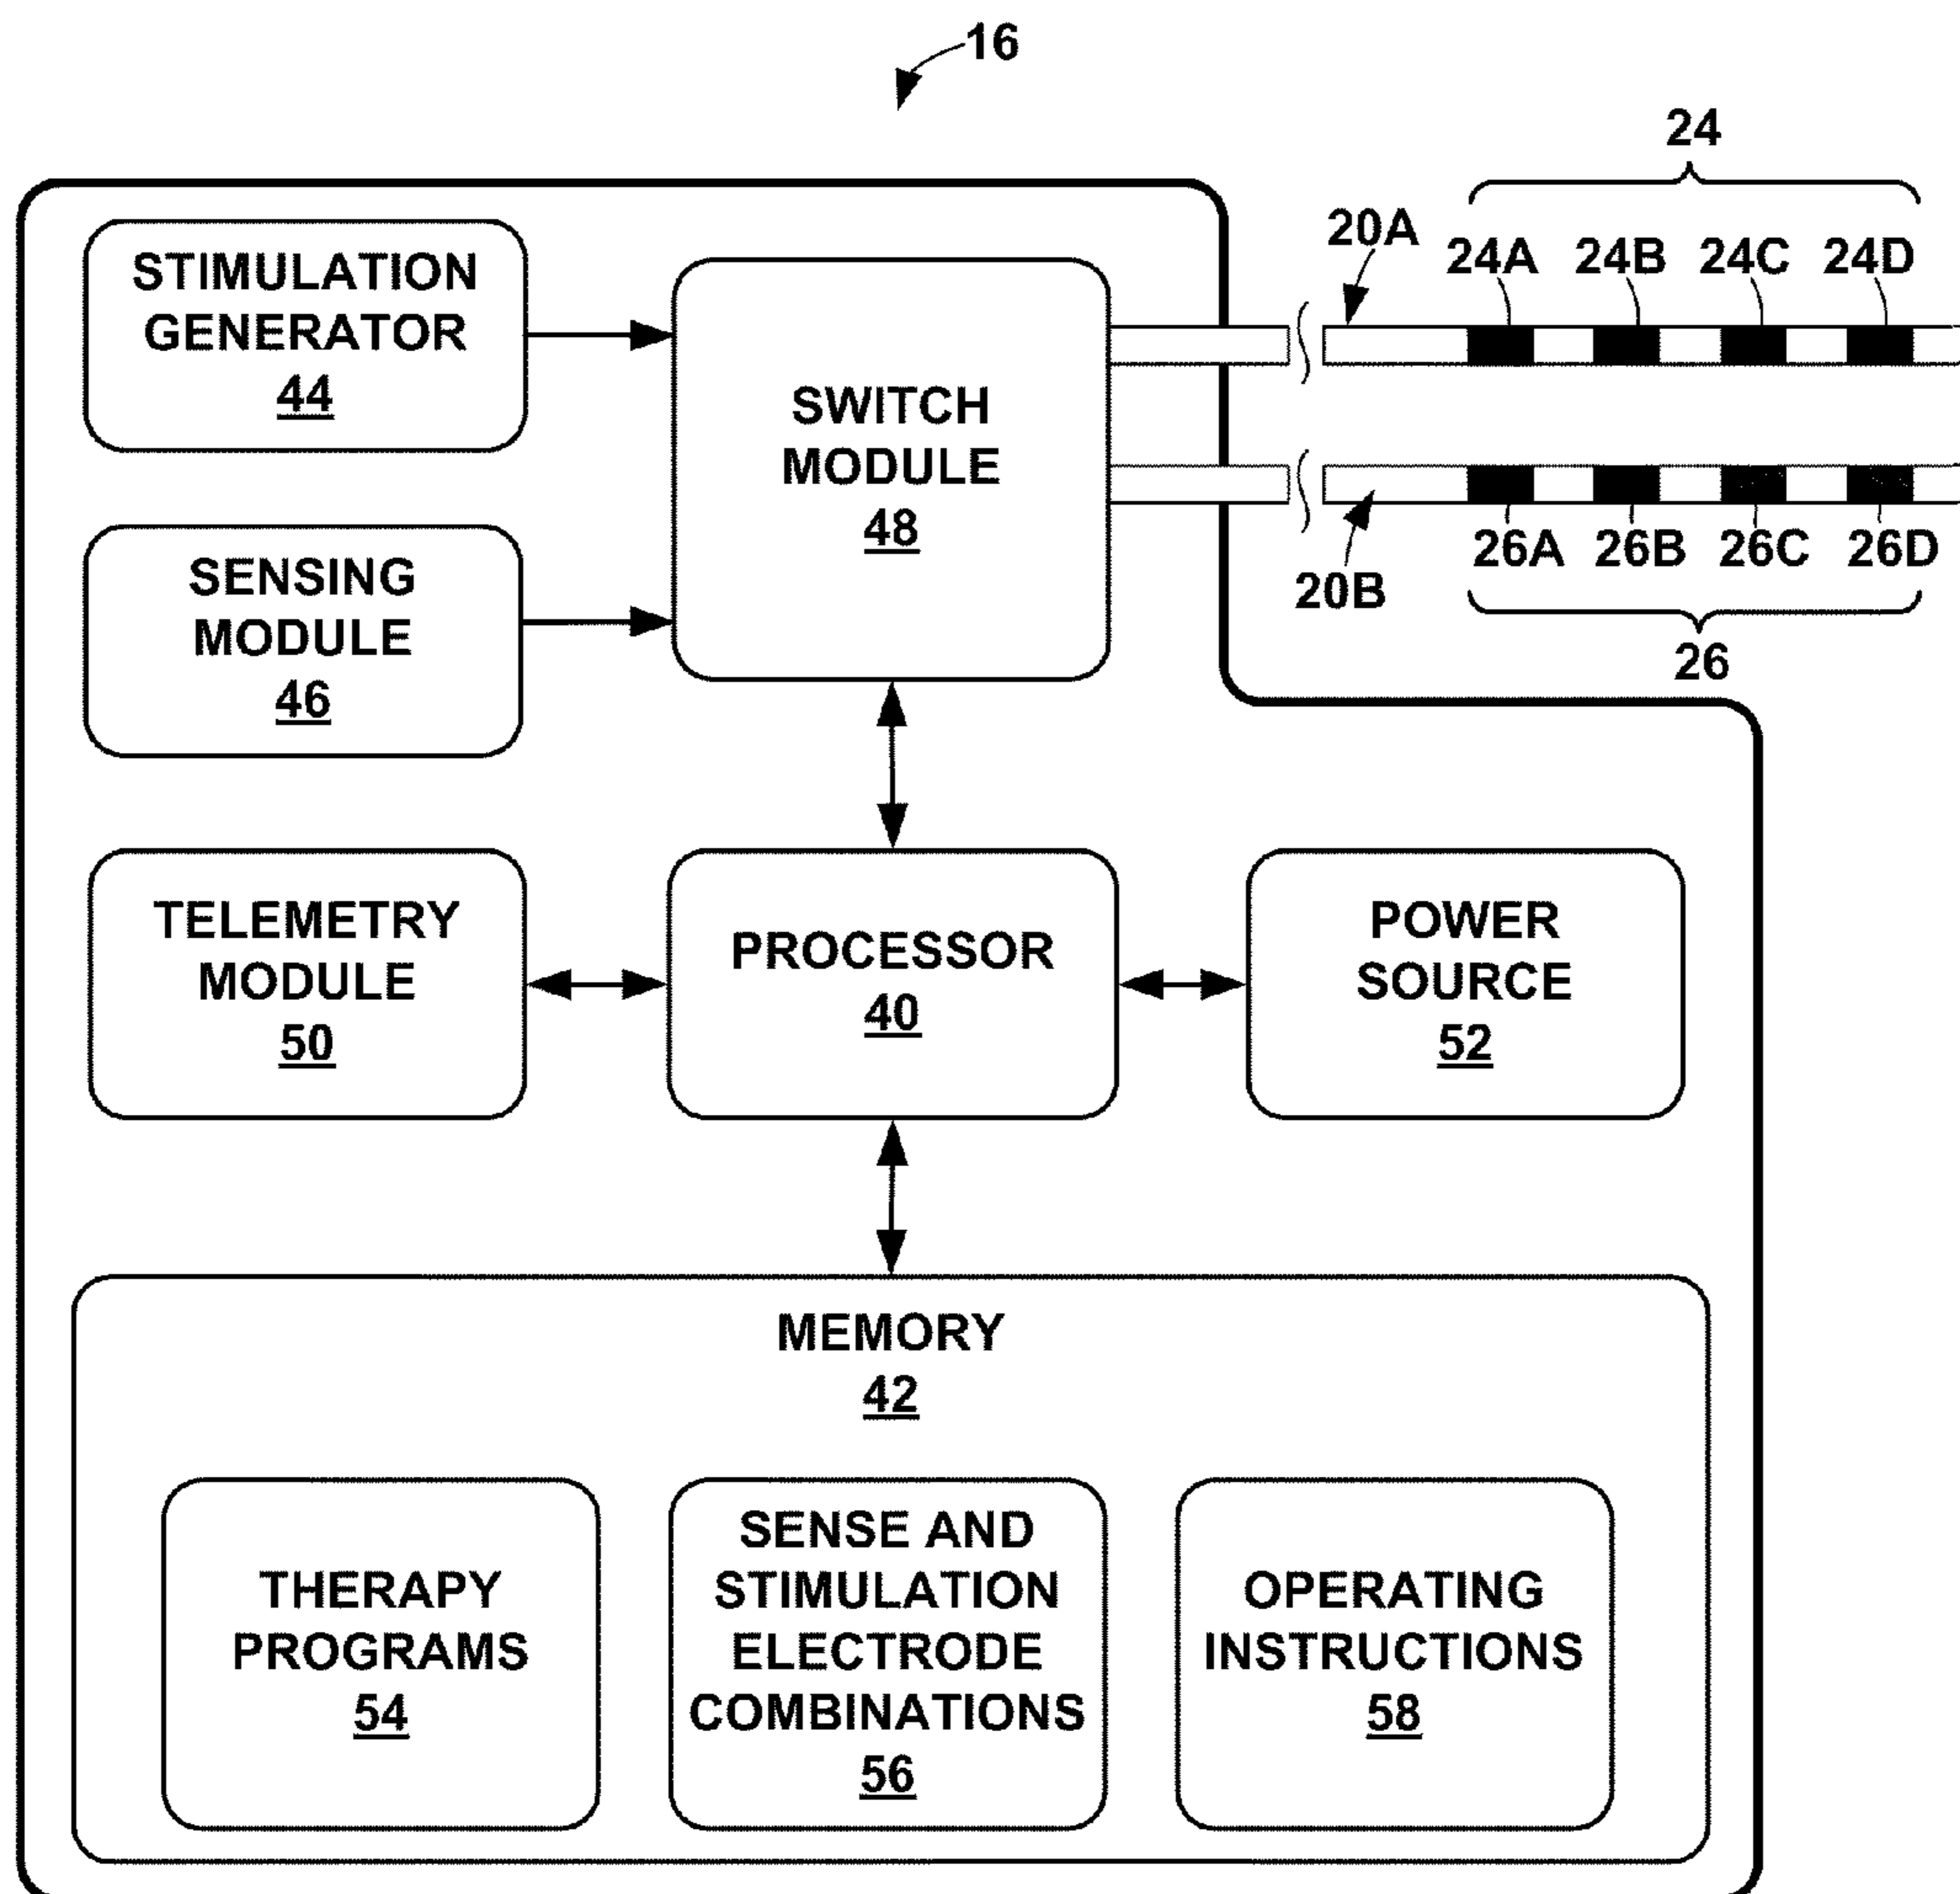 16
24
20A
24A 24B 24C 24D
STIMULATION
GENERATOR
44
SWITCH
MODULE
48
26A 26B 26C 26D
20B
26
SENSING
MODULE
46
TELEMETRY
MODULE
50
PROCESSOR
40
POWER
SOURCE
52
MEMORY
42
THERAPY
PROGRAMS
54
SENSE AND
STIMULATION
ELECTRODE
COMBINATIONS
56
OPERATING
INSTRUCTIONS
58